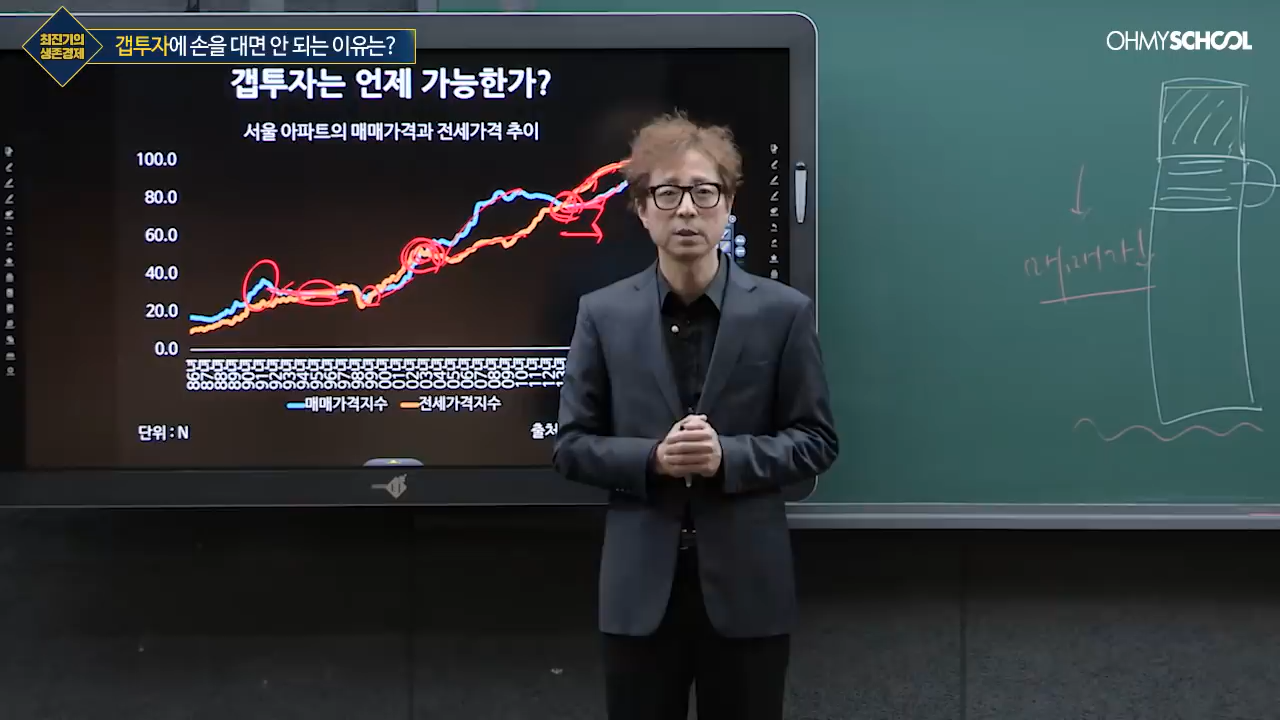 최진기의
생존경제
갭투자에 손을 대면 안 되는 이유는?
OHMYSCHOOL
갭투자는 언제 가능한가?
서울 아파트의 매매가격과 전세가격 추이
100.0
80.0
60.0
40.0
20.0
0.0
매매가격지수 전세가격지수
단위 : N
출처
매매가